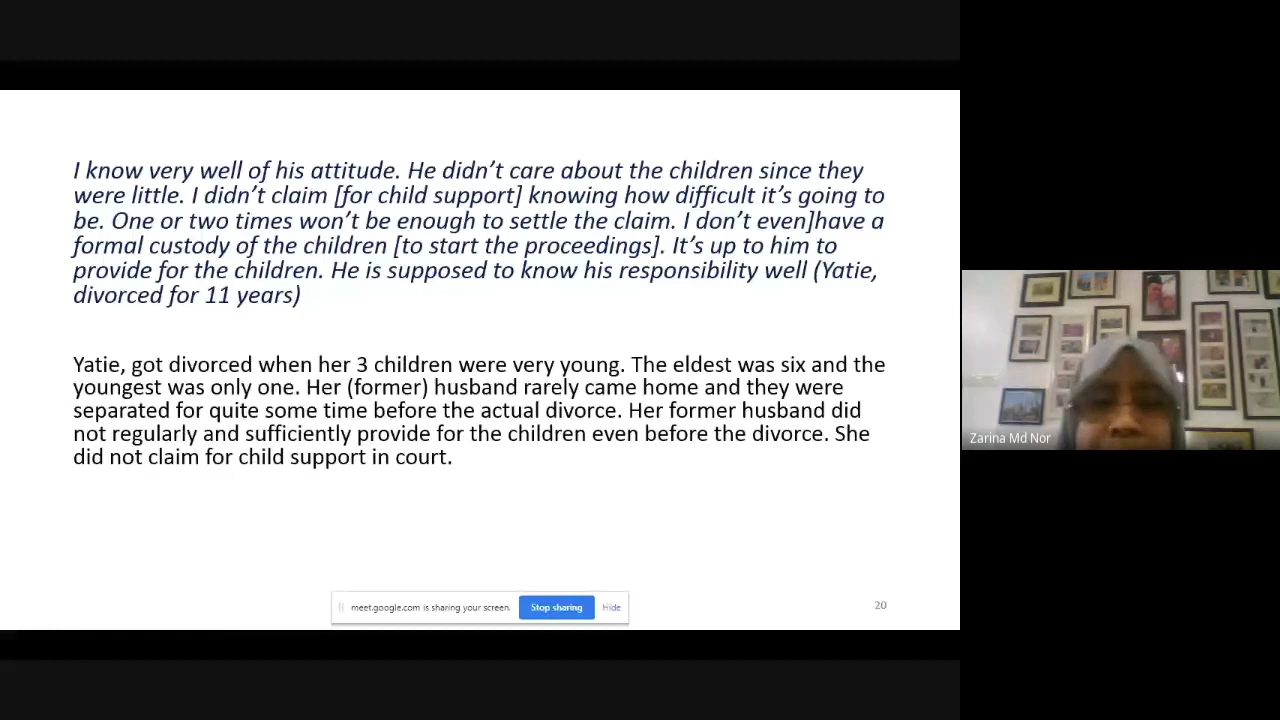 I know very well of his attitude. He didn’t care about the children since they
were little. I didn’t claim [for child support] knowing how difficult it’s going to
be. One or two times won’t be enough to settle the claim. I don’t even]have a
formal custody of the children [to start the proceedings]. It’s up to him to
provide for the children. He is supposed to know his responsibility well (Yatie,
divorced for 11 years)
Yatie, got divorced when her 3 children were very young. The eldest was six and the
youngest was only one. Her (former) husband rarely came home and they were
separated for quite some time before the actual divorce. Her former husband did
not regularly and sufficiently provide for the children even before the divorce. She
did not claim for child support in court.
meet.google.com is sharing your screen.
Stop sharing
Hide
20
Zarina Md Nor